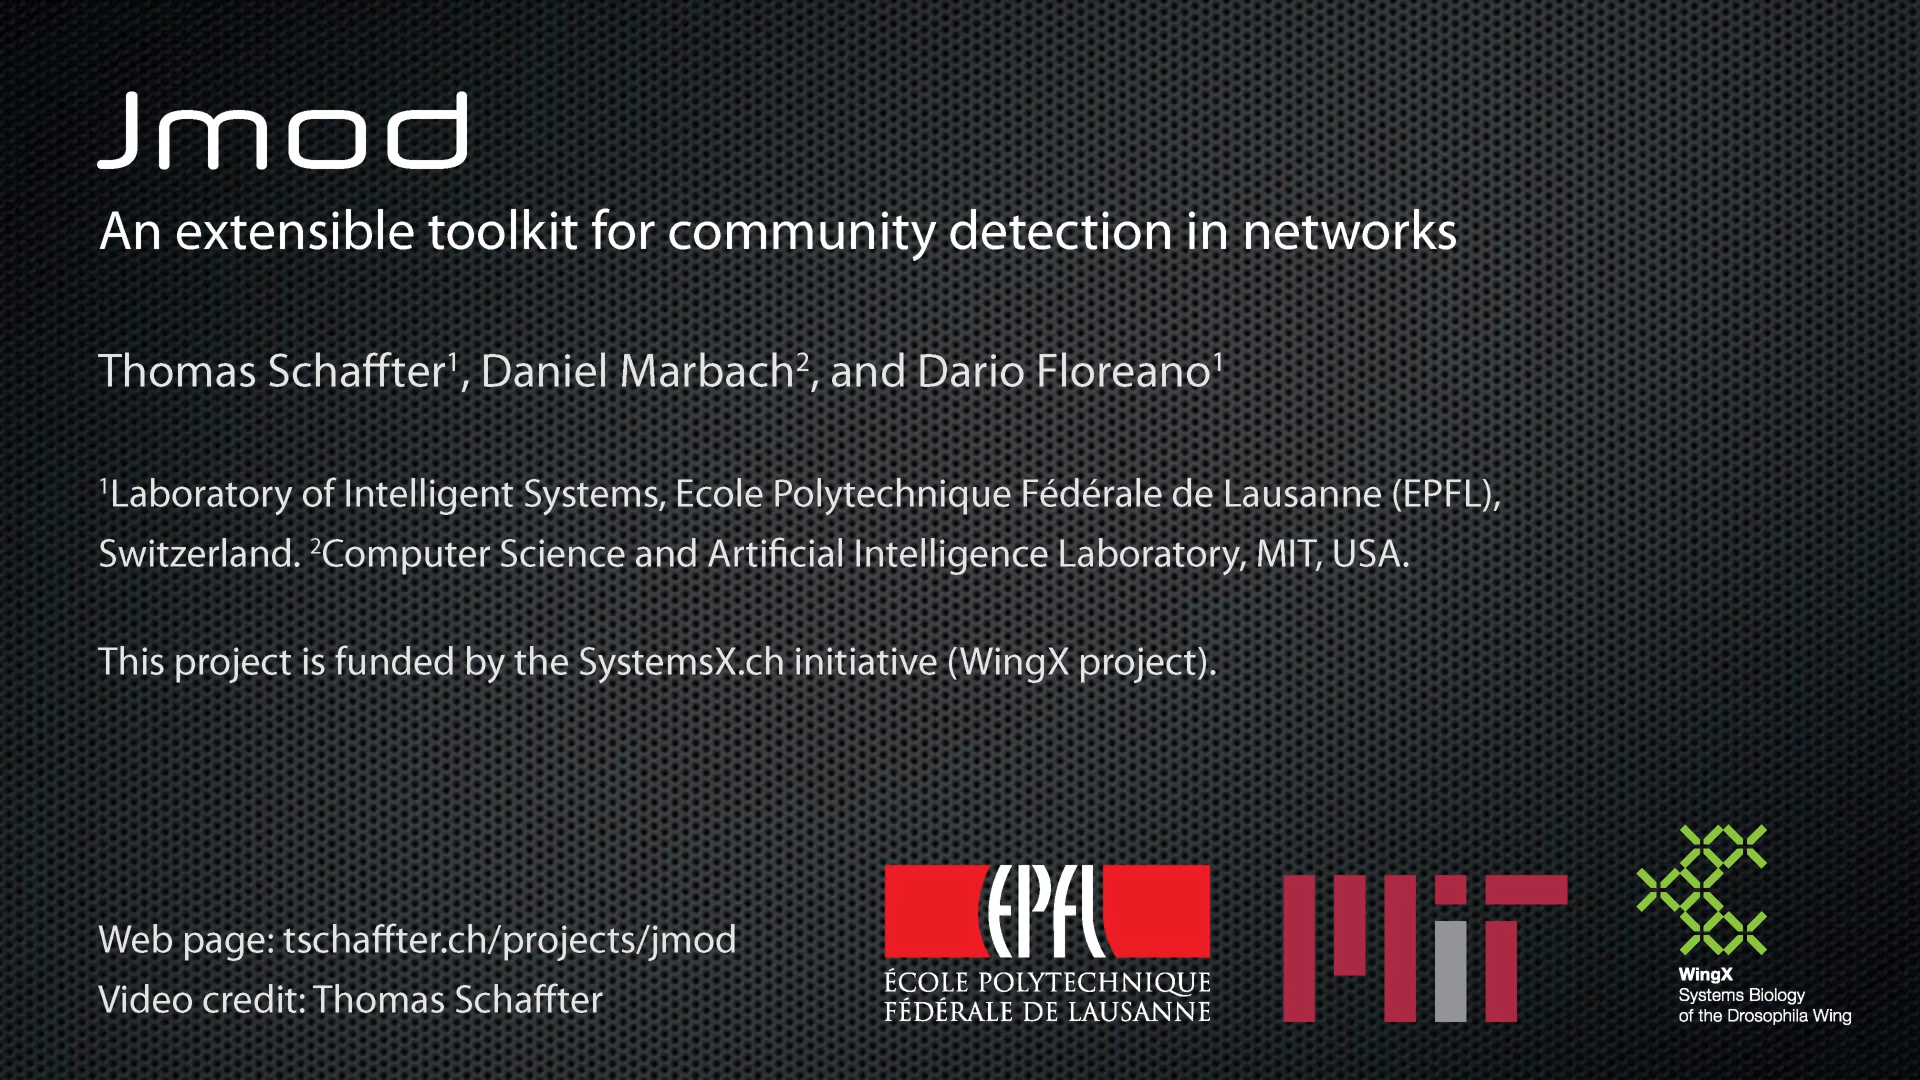 Jmod
An extensible toolkit for community detection in networks
Thomas Schaffter¹, Daniel Marbach², and Dario Floreano¹
¹Laboratory of Intelligent Systems, Ecole Polytechnique Fédérale de Lausanne (EPFL),
Switzerland. ²Computer Science and Artificial Intelligence Laboratory, MIT, USA.
This project is funded by the SystemsX.ch initiative (WingX project).
Web page: tschaffter.ch/projects/jmod
Video credit: Thomas Schaffter
EPFL
ÉCOLE POLYTECHNIQUE
FÉDÉRALE DE LAUSANNE
MIT
WingX
Systems Biology
of the Drosophila Wing